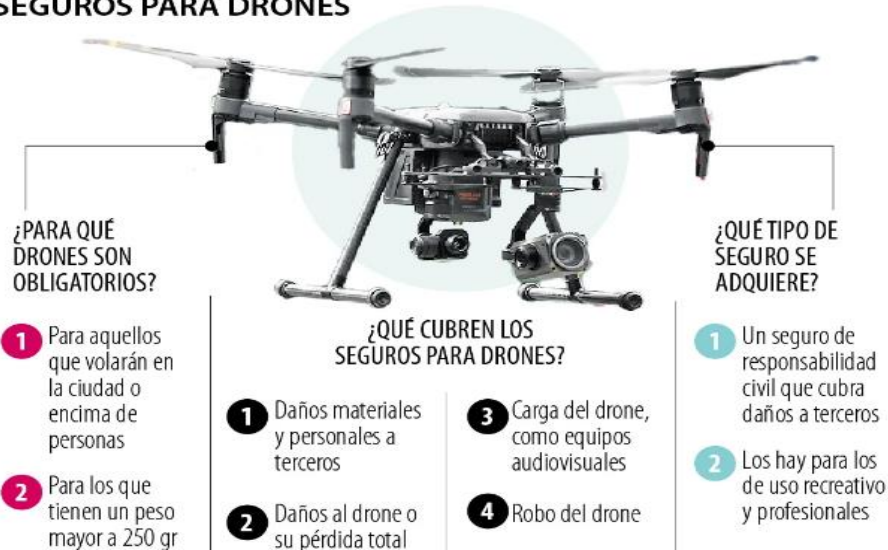 SEGUROS PARA DRONES
¿PARA QUÉ
DRONES SON
OBLIGATORIOS?
1 Para aquellos
que volarán en
la ciudad o
encima de
personas
2 Para los que
tienen un peso
mayor a 250 gr
¿QUÉ CUBREN LOS
SEGUROS PARA DRONES?
1 Daños materiales
y personales a
terceros
2 Daños al drone o
su pérdida total
3 Carga del drone,
como equipos
audiovisuales
4 Robo del drone
¿QUÉ TIPO DE
SEGURO SE
ADQUIERE?
1 Un seguro de
responsabilidad
civil que cubra
daños a terceros
2 Los hay para los
de uso recreativo
y profesionales